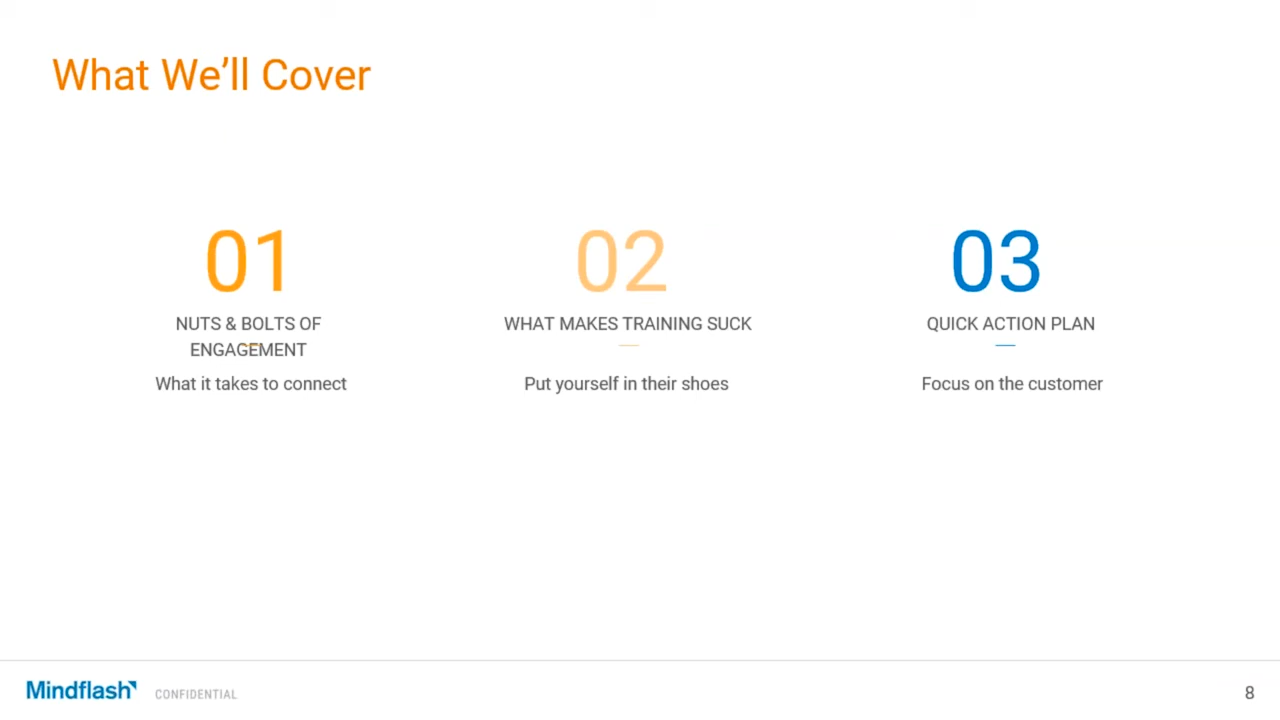 What We’ll Cover
01
NUTS & BOLTS OF
ENGAGEMENT
What it takes to connect
02
WHAT MAKES TRAINING SUCK
Put yourself in their shoes
03
QUICK ACTION PLAN
Focus on the customer
Mindflash CONFIDENTIAL
8